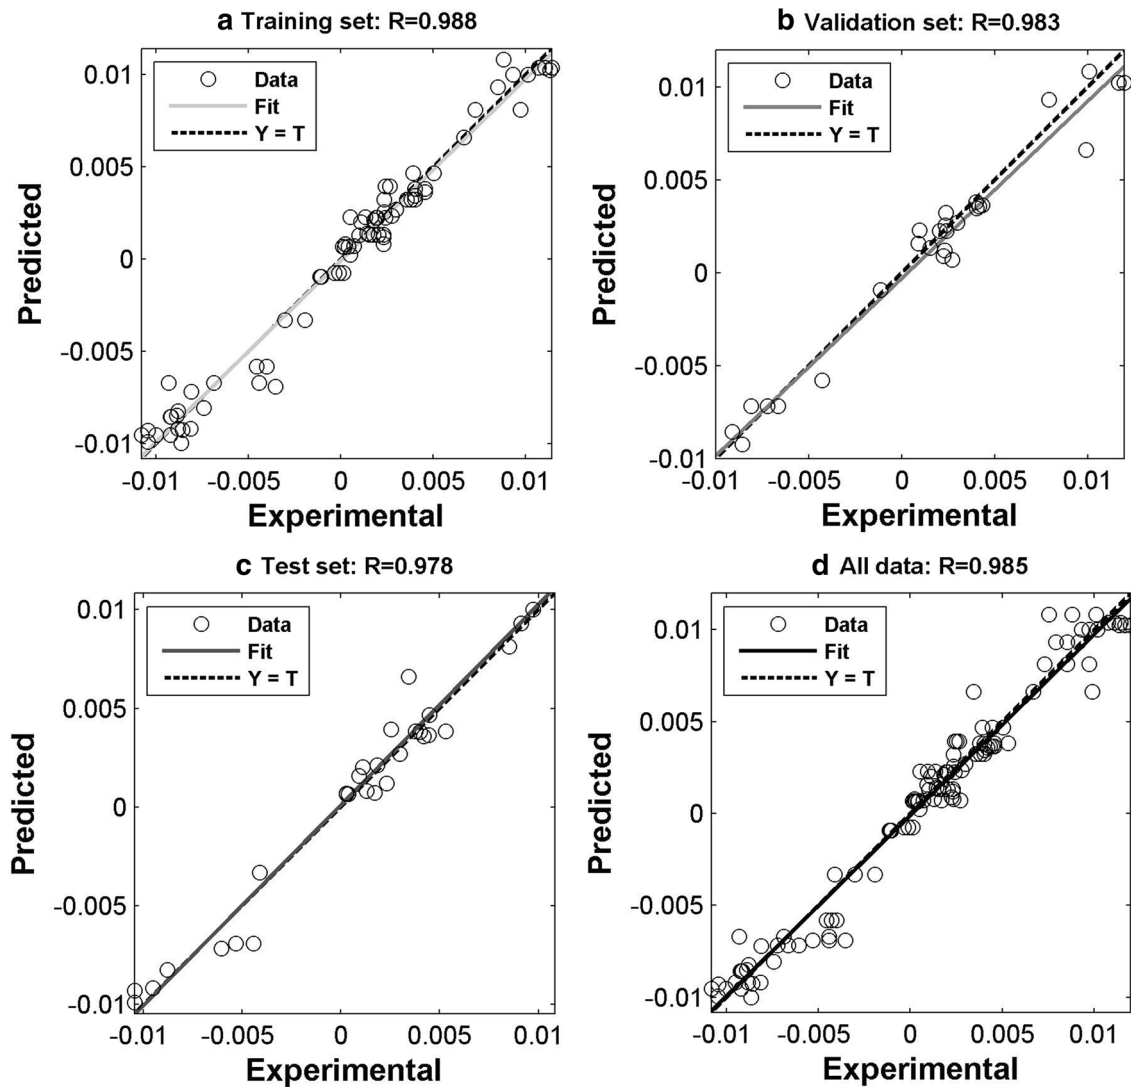 a Training set: R=0.988
Data
Fit
Y = T
0.01
0.005
0
-0.005
-0.01
Predicted
-0.01 -0.005 0 0.005 0.01
Experimental
b Validation set: R=0.983
Data
Fit
Y = T
0.01
0.005
0
-0.005
-0.01
Predicted
-0.01 -0.005 0 0.005 0.01
Experimental
c Test set: R=0.978
Data
Fit
Y = T
0.01
0.005
0
-0.005
-0.01
Predicted
-0.01 -0.005 0 0.005 0.01
Experimental
d All data: R=0.985
Data
Fit
Y = T
0.01
0.005
0
-0.005
-0.01
Predicted
-0.01 -0.005 0 0.005 0.01
Experimental